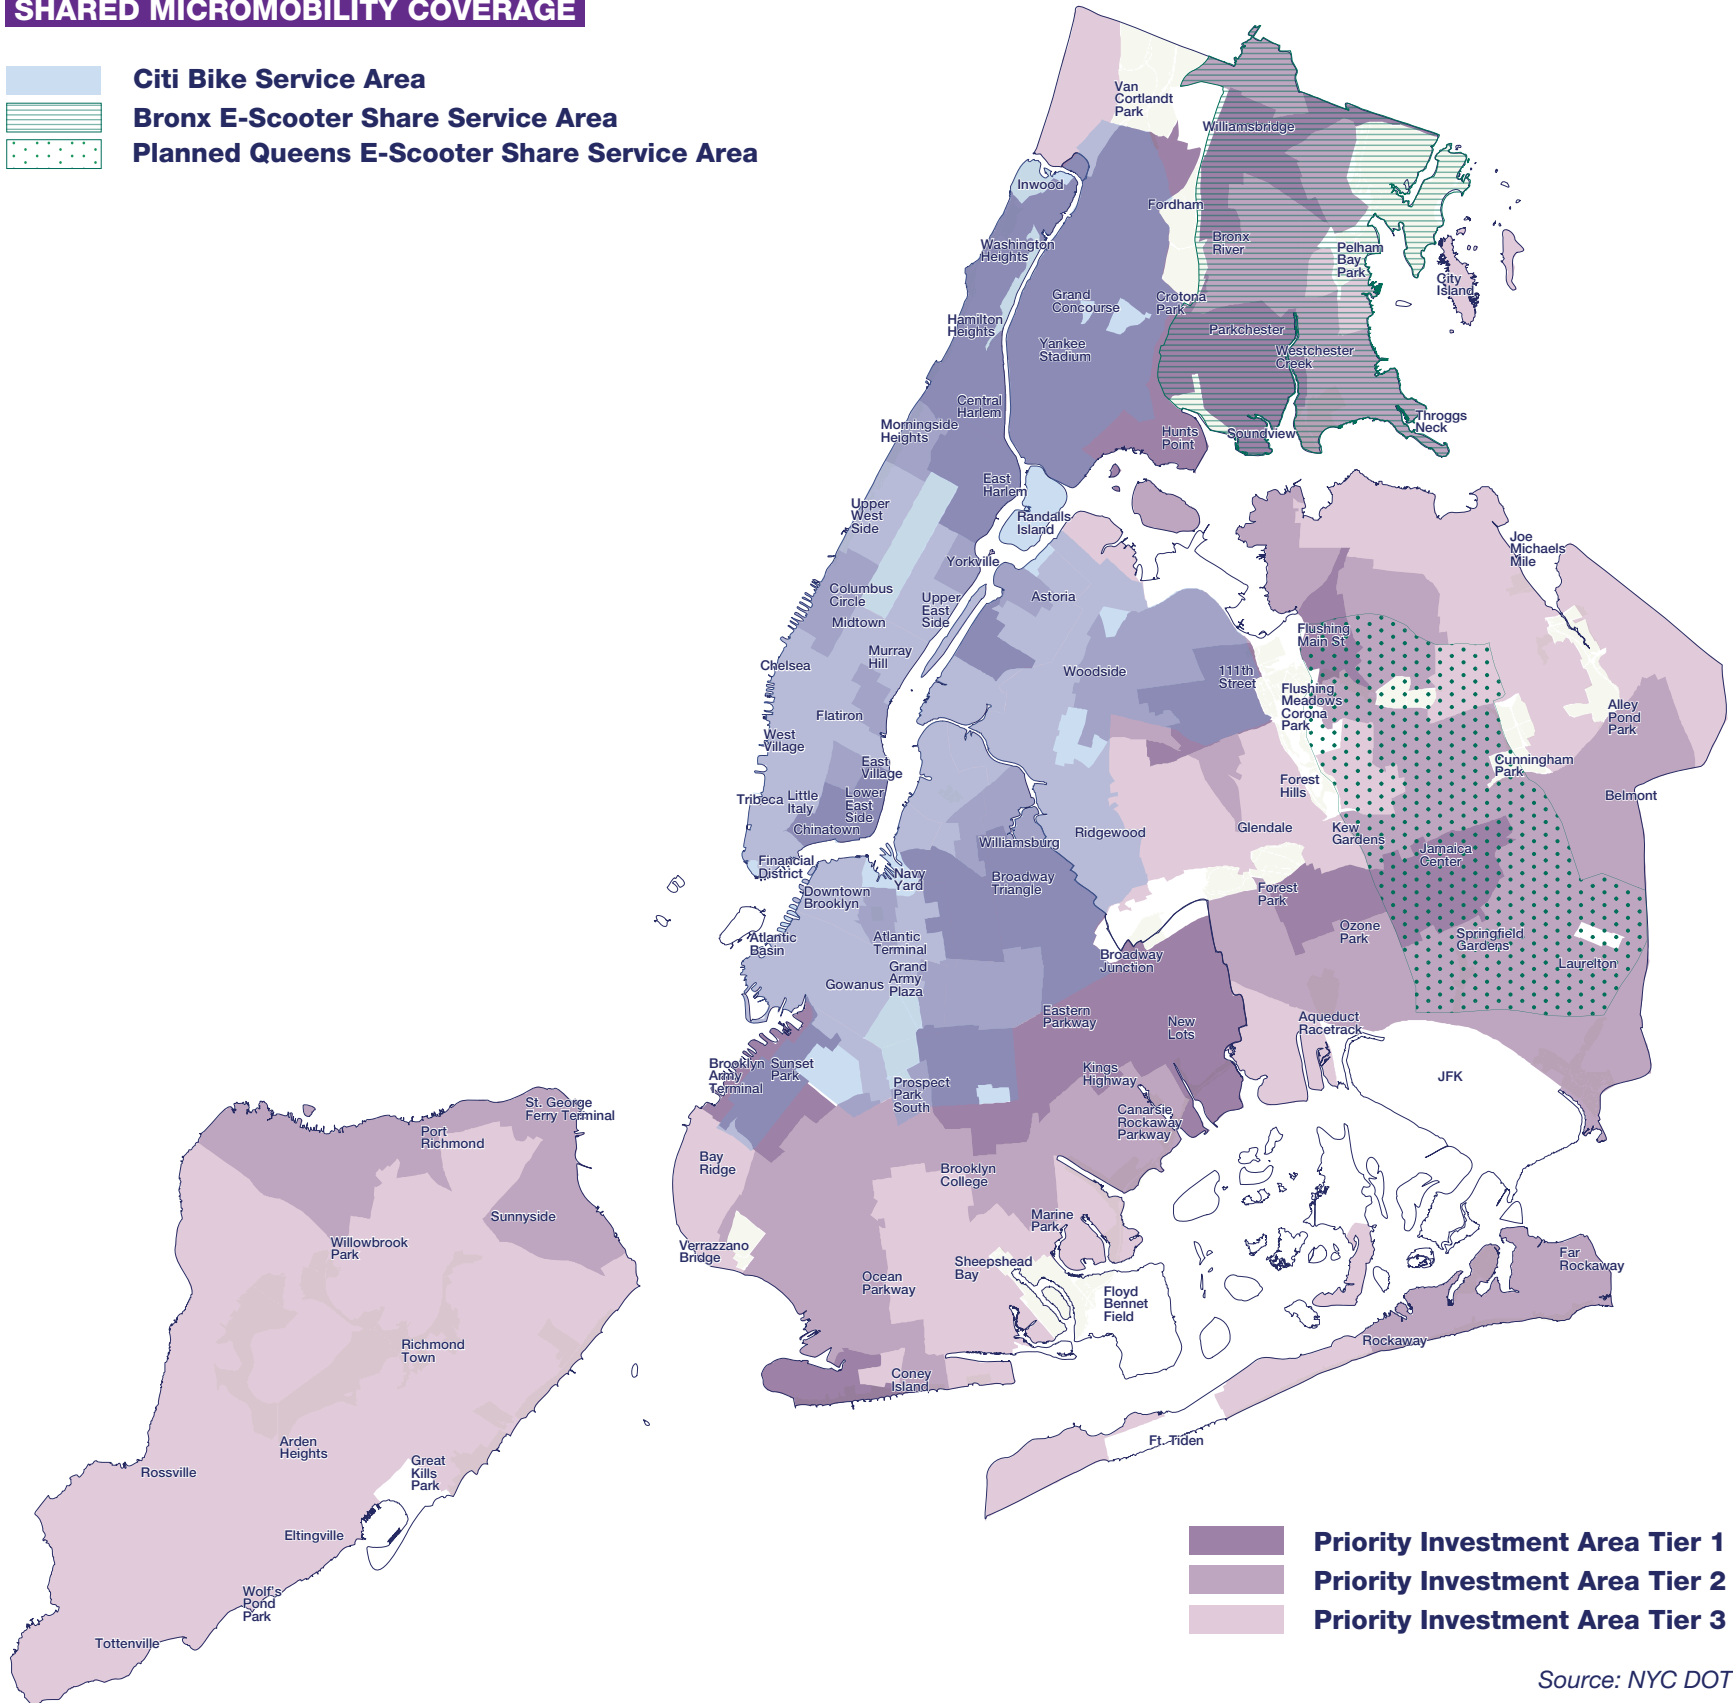 SHARED MICROMOBILITY COVERAGE
Citi Bike Service Area
Bronx E-Scooter Share Service Area
Planned Queens E-Scooter Share Service Area
Van
Cortlandt
Park
Williamsbridge
Inwood
Fordham
Washington
Heights
Bronx
River
Pelham
Bay
Park
City
Island
Grand
Concourse
Crotona
Park
Hamilton
Heights
Parkchester
Yankee
Stadium
Westchester
Creek
Central
Harlem
Morningside
Heights
Hunts
Point
Soundview
Throggs
Neck
East
Harlem
Upper
West
Side
Randalls
Island
Joe
Michaels
Mile
Yorkville
Columbus
Circle
Upper
East
Side
Astoria
Midtown
Flushing
Main St
Murray
Hill
Chelsea
Woodside
111th
Street
Flushing
Meadows
Corona
Park
Alley
Pond
Park
Flatiron
West
Village
East
Village
Cunningham
Park
Forest
Hills
Belmont
Tribeca
Little
Italy
Lower
East
Side
Chinatown
Williamsburg
Ridgewood
Glendale
Kew
Gardens
Jamaica
Center
Financial
District
Navy
Yard
Broadway
Triangle
Downtown
Brooklyn
Forest
Park
Atlantic
Basin
Atlantic
Terminal
Ozone
Park
Springfield
Gardens
Grand
Army
Plaza
Gowanus
Broadway
Junction
Laurelton
Eastern
Parkway
New
Lots
Aqueduct
Racetrack
Brooklyn
Army
Terminal
Sunset
Park
Prospect
Park
South
Kings
Highway
JFK
Canarsie
Rockaway
Parkway
St. George
Ferry Terminal
Port
Richmond
Bay
Ridge
Brooklyn
College
Sunnyside
Marine
Park
Willowbrook
Park
Verrazzano
Bridge
Sheepshead
Bay
Far
Rockaway
Ocean
Parkway
Floyd
Bennet
Field
Richmond
Town
Rockaway
Coney
Island
Ft. Tiden
Arden
Heights
Rossville
Great
Kills
Park
Eltingville
Wolf's
Pond
Park
Tottenville
Priority Investment Area Tier 1
Priority Investment Area Tier 2
Priority Investment Area Tier 3
Source: NYC DOT